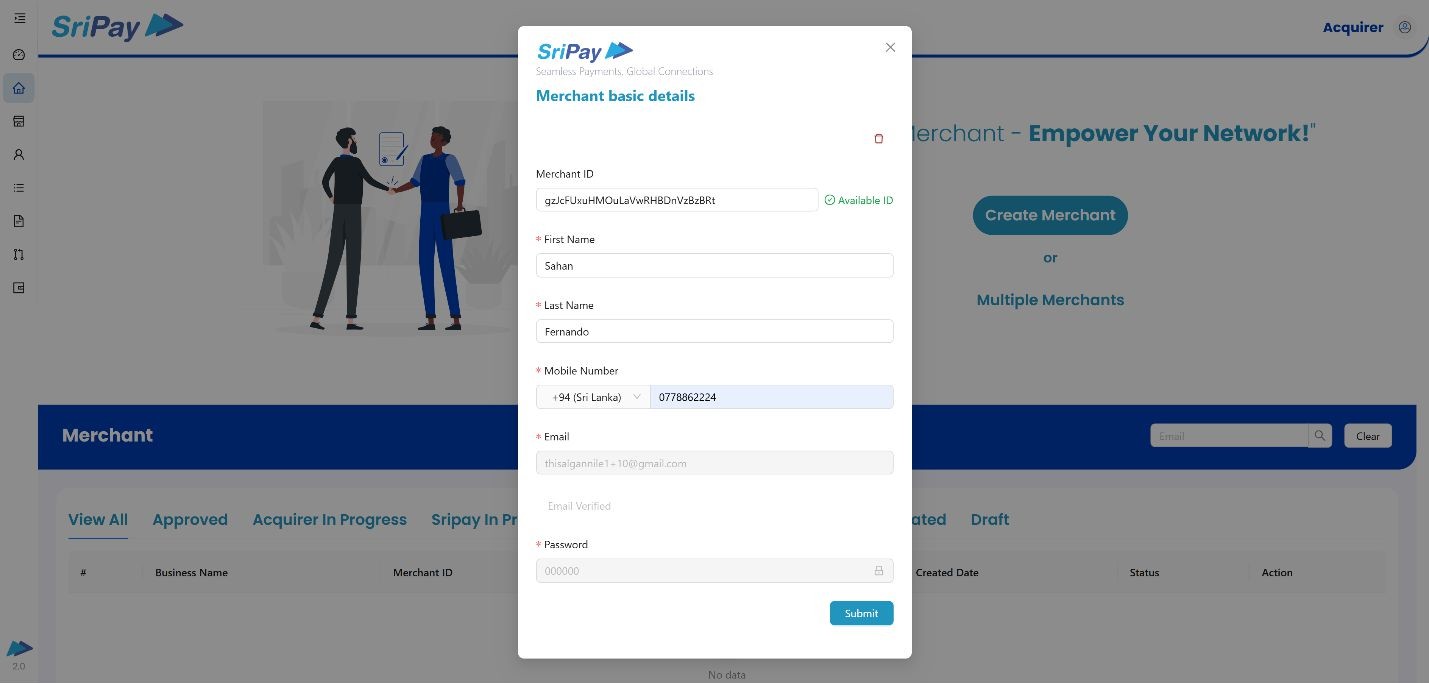 SriPay
Acquirer
SriPay
Seamless Payments, Global Connections
Merchant basic details
Merchant - Empower Your Network!"
Merchant ID
gzJcFUxuHMOuLaVwRHBDnVzBzBRt
Available ID
* First Name
Sahan
Create Merchant
or
Multiple Merchants
* Last Name
Fernando
* Mobile Number
+94 (Sri Lanka)
0778862224
Merchant
Email
Clear
* Email
thisalgannile1+10@gmail.com
Email Verified
View All
Approved
Acquirer In Progress
Sripay In Pr
ated
Draft
* Password
000000
#
Business Name
Merchant ID
Created Date
Status
Action
Submit
2.0
No data